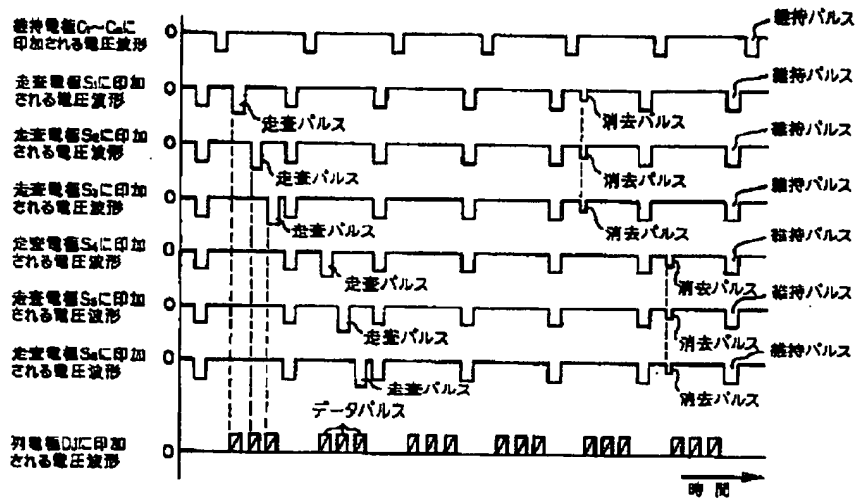 維持電極C₁〜Cₘに
印加される電圧波形
0
維持パルス
走査電極S₁に印加
される電圧波形
0
走査パルス
消去パルス
維持パルス
走査電極S₂に印加
される電圧波形
0
走査パルス
消去パルス
維持パルス
走査電極S₃に印加
される電圧波形
0
走査パルス
消去パルス
維持パルス
走査電極S₄に印加
される電圧波形
0
走査パルス
消去パルス
維持パルス
走査電極S₅に印加
される電圧波形
0
走査パルス
消去パルス
維持パルス
走査電極S₆に印加
される電圧波形
0
走査パルス
消去パルス
維持パルス
データパルス
列電極DJに印加
される電圧波形
0
時間